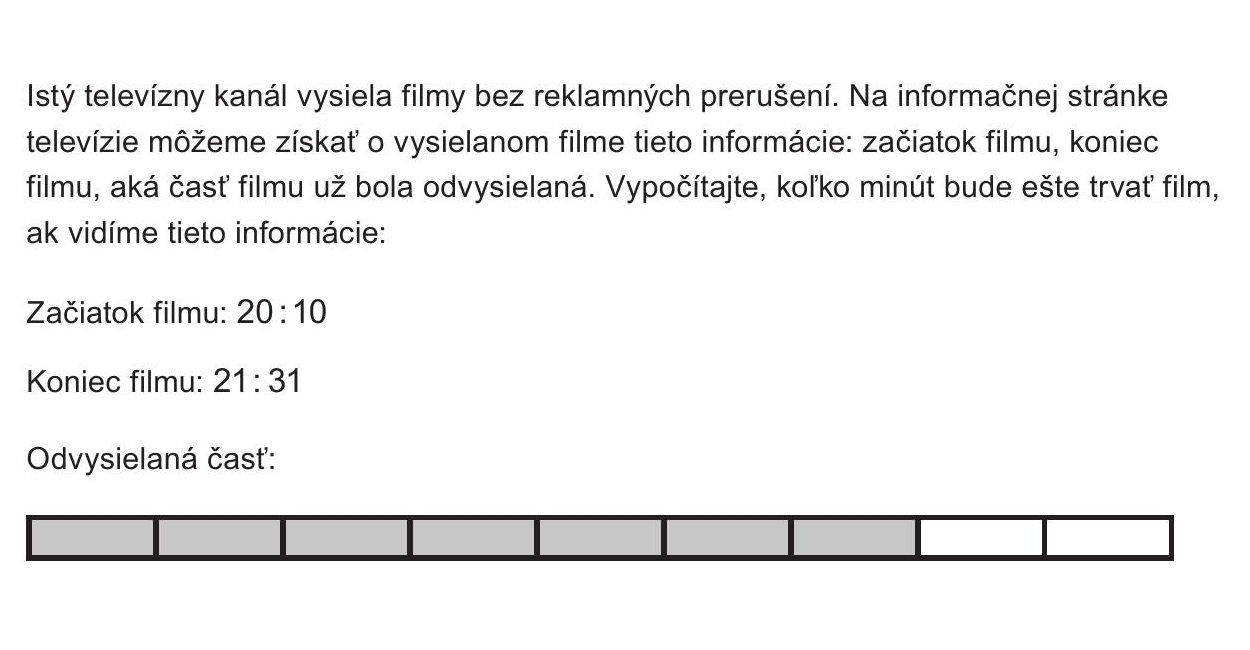 Istý televízny kanál vysiela filmy bez reklamných prerušení. Na informačnej stránke
televízie môžeme získať o vysielanom filme tieto informácie: začiatok filmu, koniec
filmu, aká časť filmu už bola odvysielaná. Vypočítajte, koľko minút bude ešte trvať film,
ak vidíme tieto informácie:
Začiatok filmu: 20 : 10
Koniec filmu: 21 : 31
Odvysielaná časť: